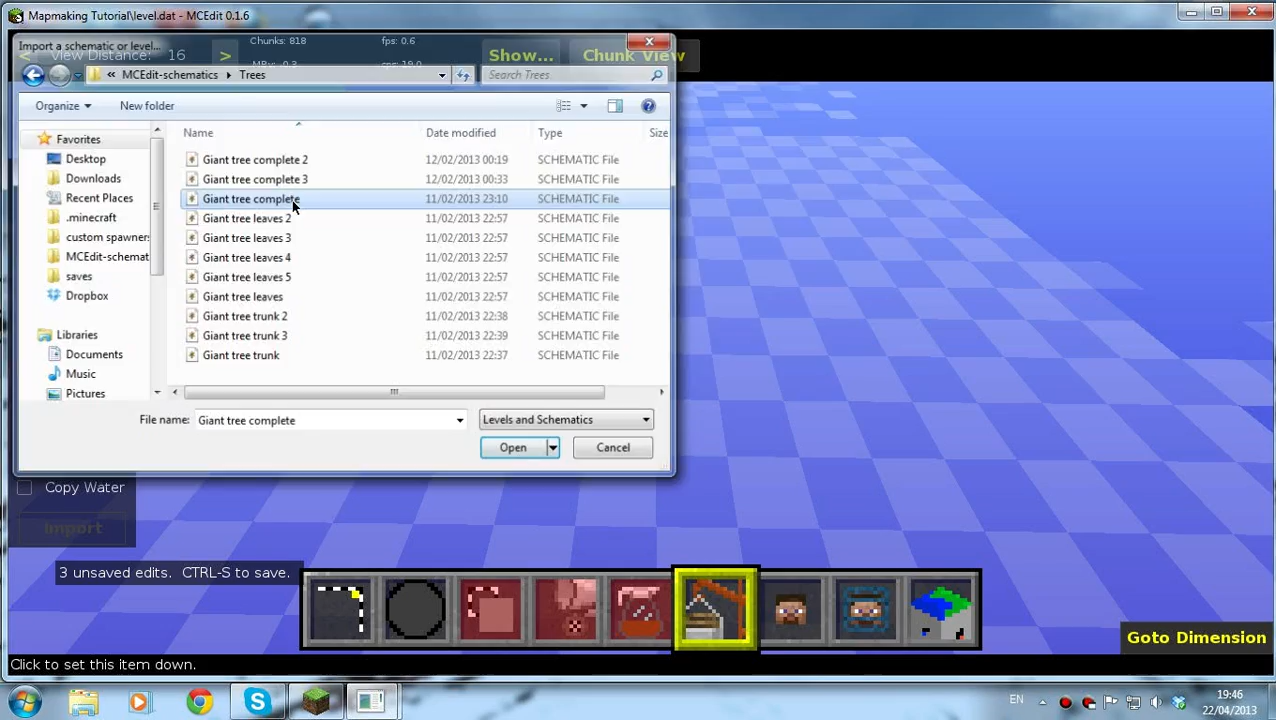 Mapmaking Tutorial\level.dat - MCEdit 0.1.6
Import a schematic or level...
< View Distance: 16 >
Chunks: 818
fps: 0.6
Show...
Chunk View
« MCEdit-schematics ▸ Trees
Search Trees
Organize
New folder
Favorites
Desktop
Downloads
Recent Places
.minecraft
custom spawner
MCEdit-schemat
saves
Dropbox
Libraries
Documents
Music
Pictures
Name Date modified Type Size
Giant tree complete 2 12/02/2013 00:19 SCHEMATIC File
Giant tree complete 3 12/02/2013 00:33 SCHEMATIC File
Giant tree complete 11/02/2013 23:10 SCHEMATIC File
Giant tree leaves 2 11/02/2013 22:57 SCHEMATIC File
Giant tree leaves 3 11/02/2013 22:57 SCHEMATIC File
Giant tree leaves 4 11/02/2013 22:57 SCHEMATIC File
Giant tree leaves 5 11/02/2013 22:57 SCHEMATIC File
Giant tree leaves 11/02/2013 22:57 SCHEMATIC File
Giant tree trunk 2 11/02/2013 22:38 SCHEMATIC File
Giant tree trunk 3 11/02/2013 22:39 SCHEMATIC File
Giant tree trunk 11/02/2013 22:37 SCHEMATIC File
File name: Giant tree complete
Levels and Schematics
Open
Cancel
Copy Water
Import
3 unsaved edits. CTRL-S to save.
Goto Dimension
Click to set this item down.
EN
19:46
22/04/2013